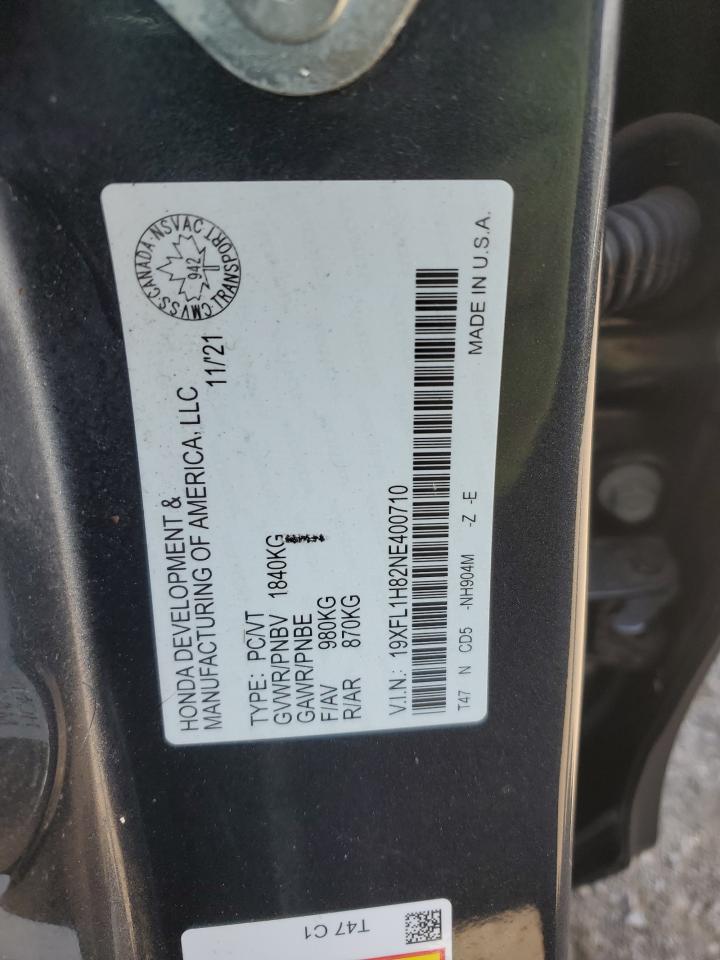 HONDA DEVELOPMENT &
MANUFACTURING OF AMERICA, LLC
11/'21
CMVSS·CANADA·NSVAC
942
TRANSPORT
TYPE: PC/VT
GVWR/PNBV 1840KG
GAWR/PNBE
F/AV 980KG
R/AR 870KG
V.I.N.: 19XFL1H82NE400710
T47 N CD5 -NH904M -Z -E
MADE IN U.S.A.
T47 C1